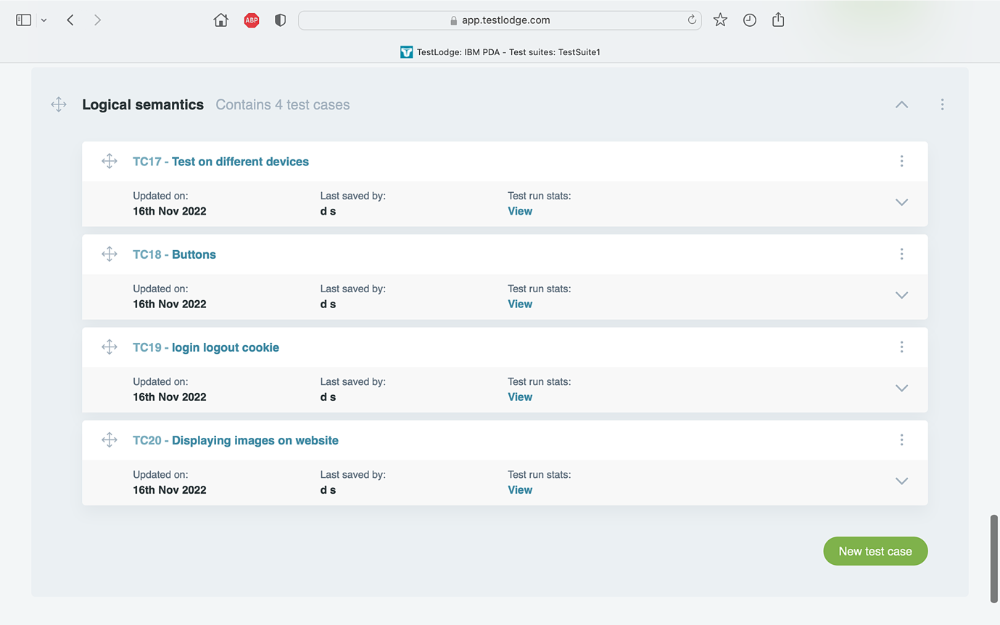 ABP
app.testlodge.com
TestLodge: IBM PDA - Test suites: TestSuite1
Logical semantics Contains 4 test cases
TC17 - Test on different devices
Updated on: Last saved by: Test run stats:
16th Nov 2022 d s View
TC18 - Buttons
Updated on: Last saved by: Test run stats:
16th Nov 2022 d s View
TC19 - login logout cookie
Updated on: Last saved by: Test run stats:
16th Nov 2022 d s View
TC20 - Displaying images on website
Updated on: Last saved by: Test run stats:
16th Nov 2022 d s View
New test case